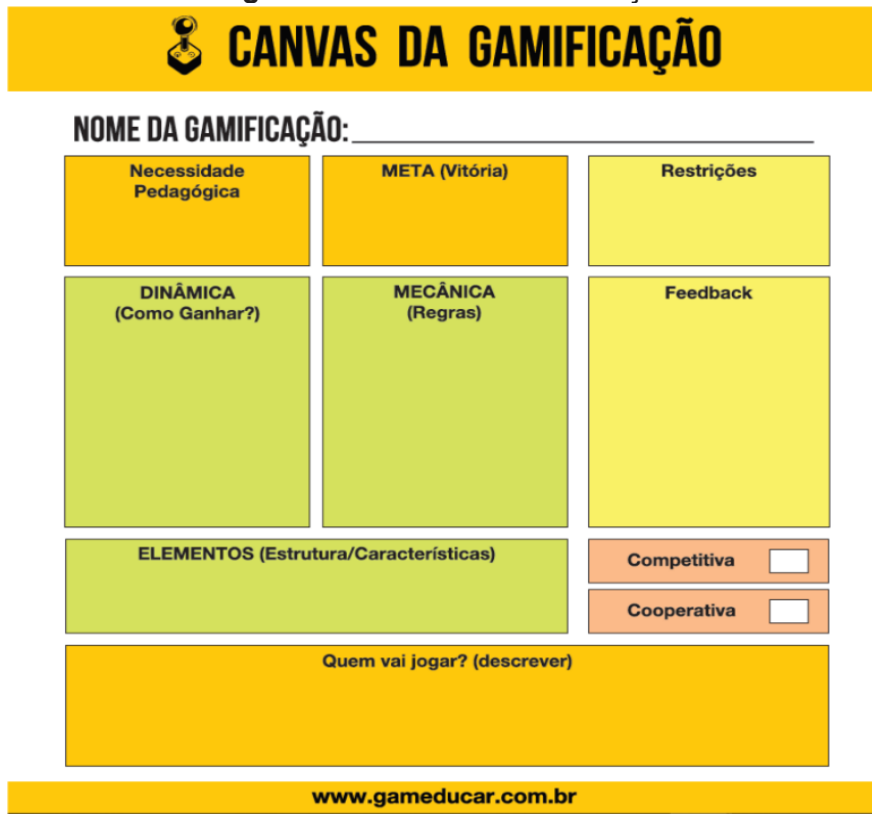 CANVAS DA GAMIFICAÇÃO
NOME DA GAMIFICAÇÃO:
Necessidade
Pedagógica
META (Vitória)
Restrições
DINÂMICA
(Como Ganhar?)
MECÂNICA
(Regras)
Feedback
ELEMENTOS (Estrutura/Características)
Competitiva
Cooperativa
Quem vai jogar? (descrever)
www.gameducar.com.br